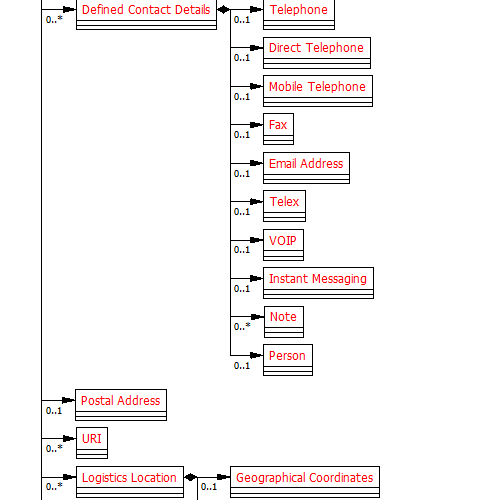 Defined Contact Details
0..*
Telephone
0..1
Direct Telephone
0..1
Mobile Telephone
0..1
Fax
0..1
Email Address
0..1
Telex
0..1
VOIP
0..1
Instant Messaging
0..1
Note
0..*
Person
0..1
Postal Address
0..1
URI
0..*
Logistics Location
0..*
Geographical Coordinates
0..1